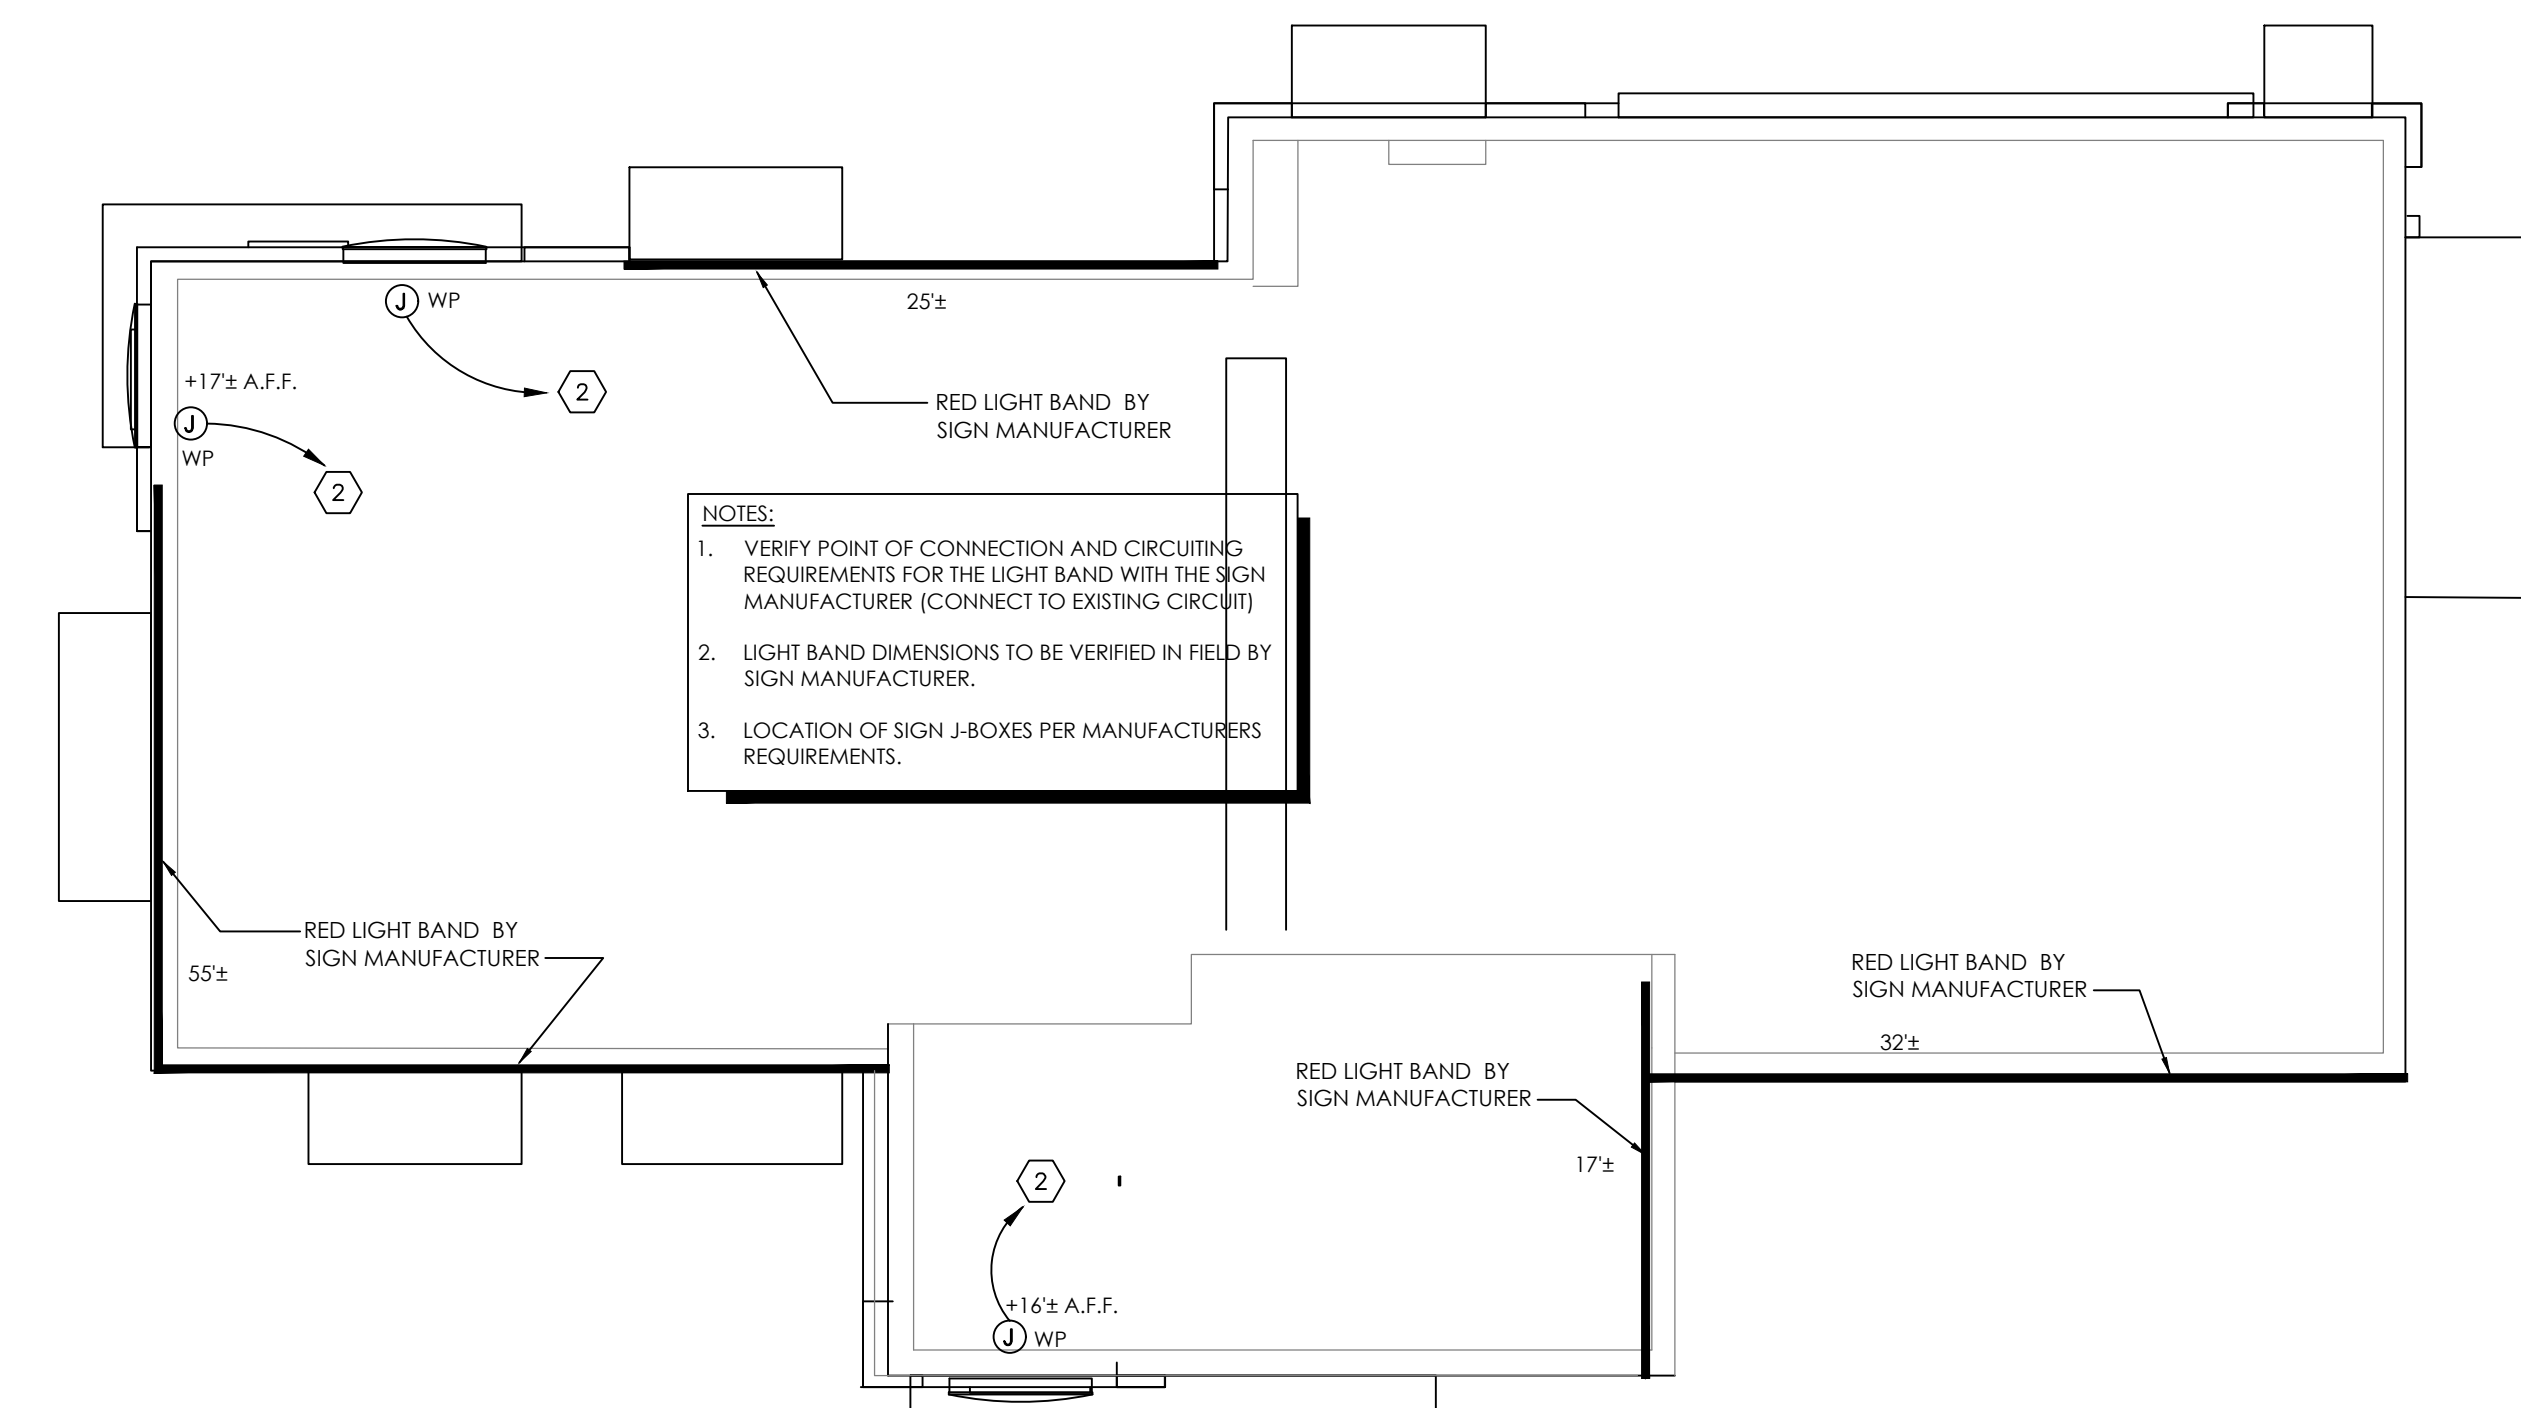 J WP
25'±
+17'± A.F.F.
2
J
WP
2
RED LIGHT BAND BY
SIGN MANUFACTURER
NOTES:
1. VERIFY POINT OF CONNECTION AND CIRCUITING
REQUIREMENTS FOR THE LIGHT BAND WITH THE SIGN
MANUFACTURER (CONNECT TO EXISTING CIRCUIT)
2. LIGHT BAND DIMENSIONS TO BE VERIFIED IN FIELD BY
SIGN MANUFACTURER.
3. LOCATION OF SIGN J-BOXES PER MANUFACTURERS
REQUIREMENTS.
RED LIGHT BAND BY
SIGN MANUFACTURER
55'±
RED LIGHT BAND BY
SIGN MANUFACTURER
32'±
RED LIGHT BAND BY
SIGN MANUFACTURER
17'±
2
+16'± A.F.F.
J WP